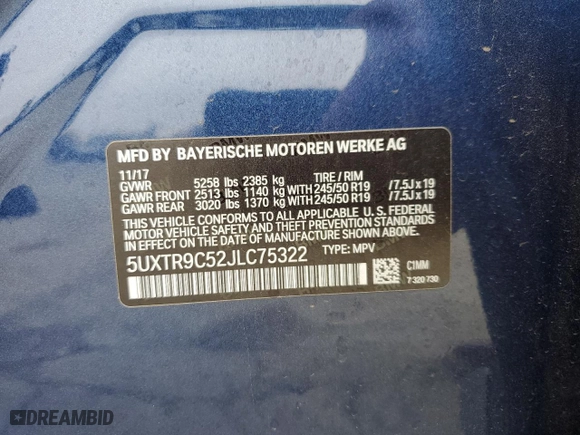 MFD BY BAYERISCHE MOTOREN WERKE AG
11/17
GVWR 5258 lbs 2385 kg TIRE / RIM
GAWR FRONT 2513 lbs 1140 kg WITH 245/50 R19 /7.5J x 19
GAWR REAR 3020 lbs 1370 kg WITH 245/50 R19 /7.5J x 19
THIS VEHICLE CONFORMS TO ALL APPLICABLE U. S. FEDERAL
MOTOR VEHICLE SAFETY AND THEFT PREVENTION STANDARDS
IN EFFECT ON THE DATE OF MANUFACTURE SHOWN ABOVE.
5UXTR9C52JLC75322 TYPE: MPV
C1MM
7 320 730
DREAMBID